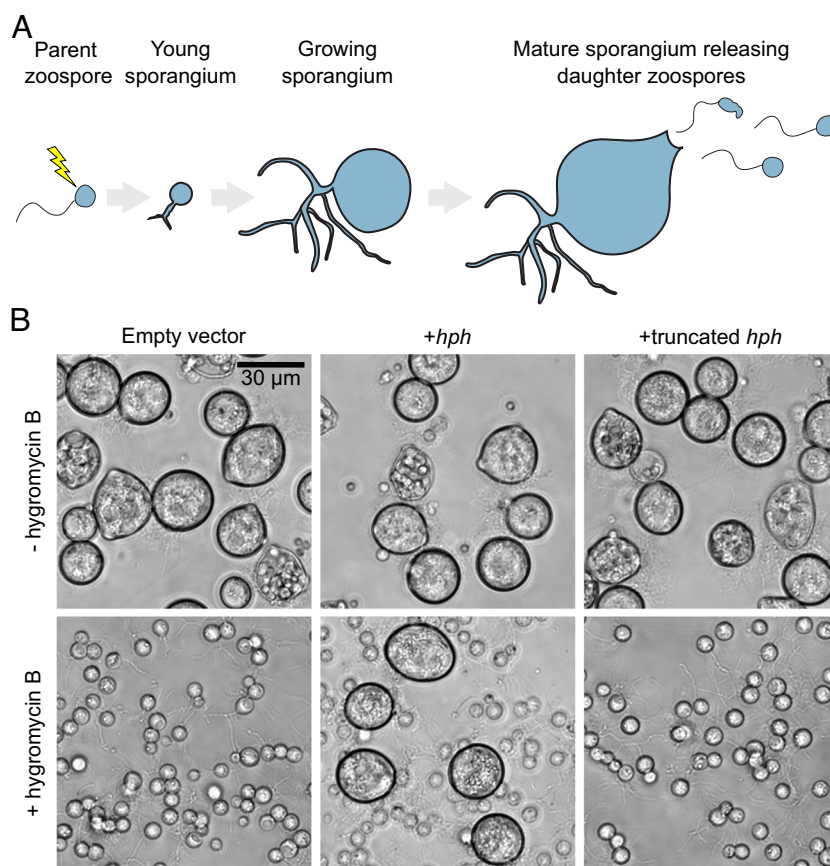 A
Parent
zoospore
Young
sporangium
Growing
sporangium
Mature sporangium releasing
daughter zoospores
B
Empty vector
+hph
+truncated hph
30 µm
- hygromycin B
+ hygromycin B